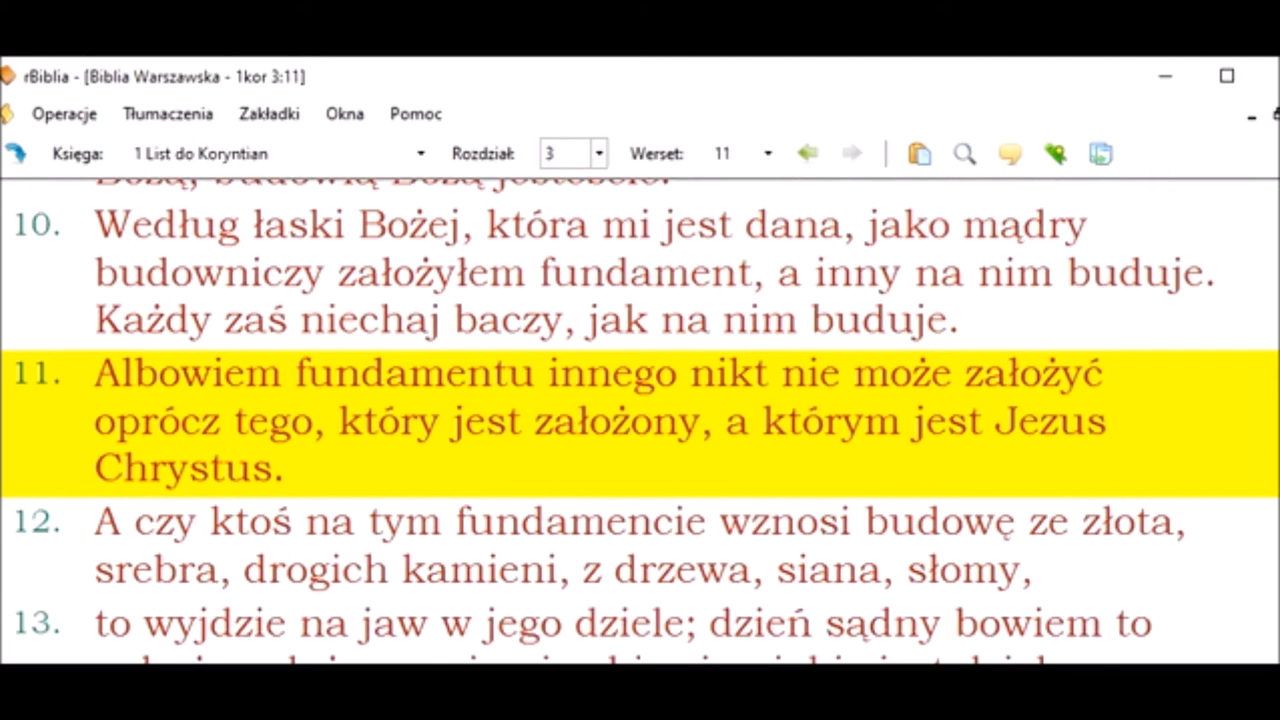 rBiblia - [Biblia Warszawska - 1kor 3:11]
Operacje Tłumaczenia Zakładki Okna Pomoc
Księga: 1 List do Koryntian Rozdział: 3 Werset: 11
Bożą, budowlą Bożą jesteście.
10. Według łaski Bożej, która mi jest dana, jako mądry
budowniczy założyłem fundament, a inny na nim buduje.
Każdy zaś niechaj baczy, jak na nim buduje.
11. Albowiem fundamentu innego nikt nie może założyć
oprócz tego, który jest założony, a którym jest Jezus
Chrystus.
12. A czy ktoś na tym fundamencie wznosi budowę ze złota,
srebra, drogich kamieni, z drzewa, siana, słomy,
13. to wyjdzie na jaw w jego dziele; dzień sądny bowiem to